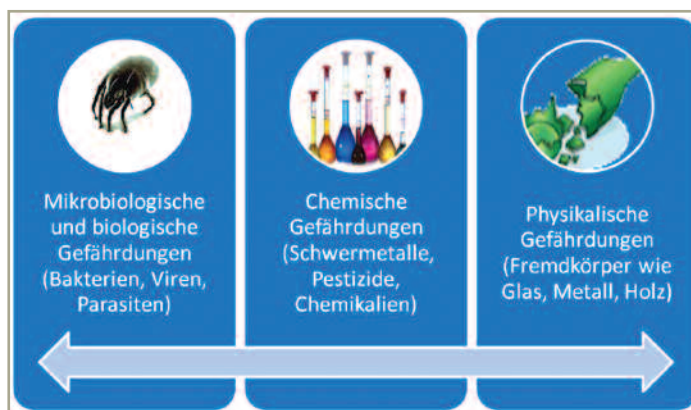 Mikrobiologische
und biologische
Gefährdungen
(Bakterien, Viren,
Parasiten)
Chemische
Gefährdungen
(Schwermetalle,
Pestizide,
Chemikalien)
Physikalische
Gefährdungen
(Fremdkörper wie
Glas, Metall, Holz)